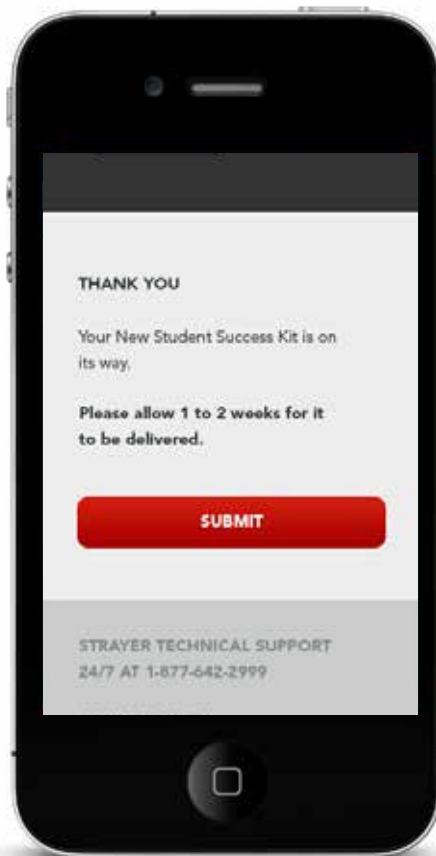 THANK YOU
Your New Student Success Kit is on
its way.
Please allow 1 to 2 weeks for it
to be delivered.
SUBMIT
STRAYER TECHNICAL SUPPORT
24/7 AT 1-877-642-2999